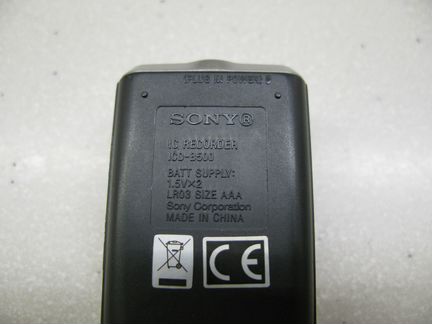 (PLUG IN POWER)
SONY®
IC RECORDER
ICD-B500
BATT SUPPLY:
1.5V×2
LR03 SIZE AAA
Sony Corporation
MADE IN CHINA
CE